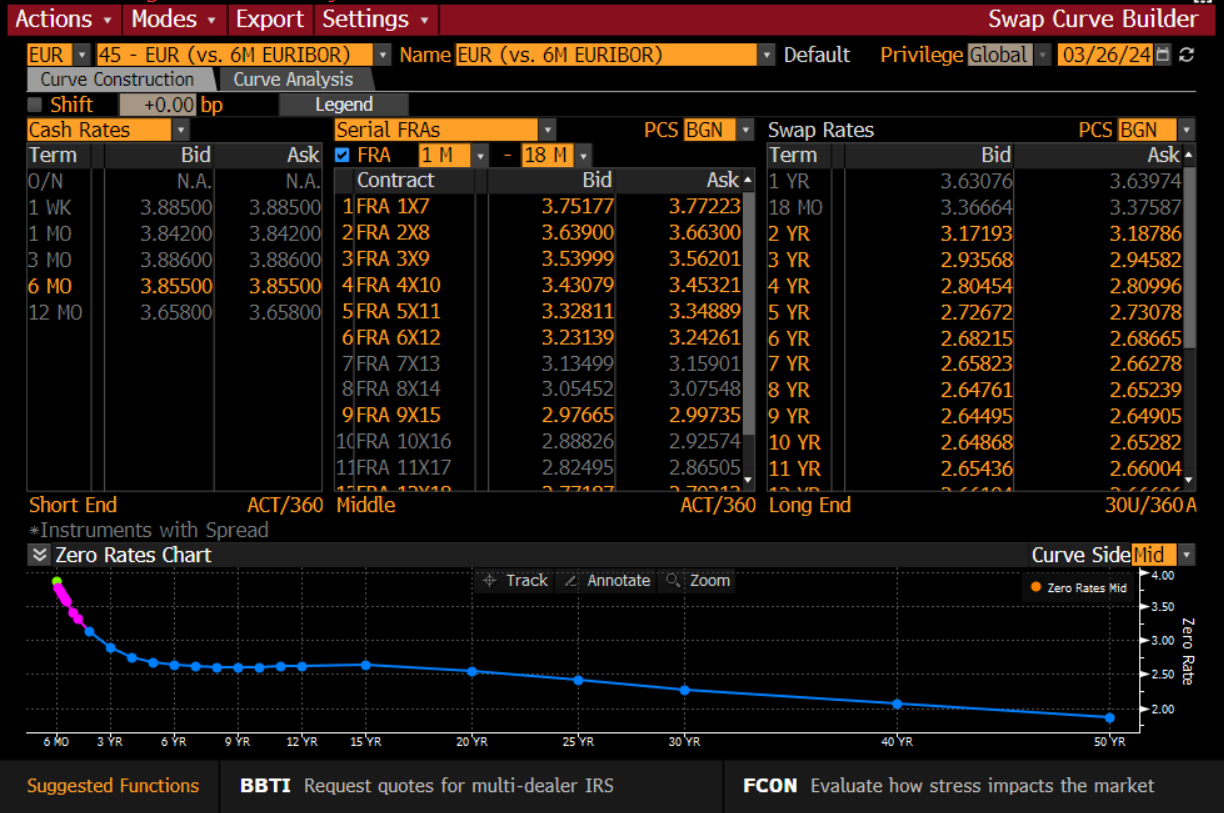 Actions Modes Export Settings Swap Curve Builder
EUR 45 - EUR (vs. 6M EURIBOR) Name EUR (vs. 6M EURIBOR) Default Privilege Global 03/26/24
Curve Construction Curve Analysis
Shift +0.00 bp Legend
Cash Rates Serial FRAs PCS BGN Swap Rates PCS BGN
Term Bid Ask FRA 1 M - 18 M Term Bid Ask
O/N N.A. N.A. Contract Bid Ask 1 YR 3.63076 3.63974
1 WK 3.88500 3.88500 1 FRA 1X7 3.75177 3.77223 18 MO 3.36664 3.37587
1 MO 3.84200 3.84200 2 FRA 2X8 3.63900 3.66300 2 YR 3.17193 3.18786
3 MO 3.88600 3.88600 3 FRA 3X9 3.53999 3.56201 3 YR 2.93568 2.94582
6 MO 3.85500 3.85500 4 FRA 4X10 3.43079 3.45321 4 YR 2.80454 2.80996
12 MO 3.65800 3.65800 5 FRA 5X11 3.32811 3.34889 5 YR 2.72672 2.73078
6 FRA 6X12 3.23139 3.24261 6 YR 2.68215 2.68665
7 FRA 7X13 3.13499 3.15901 7 YR 2.65823 2.66278
8 FRA 8X14 3.05452 3.07548 8 YR 2.64761 2.65239
9 FRA 9X15 2.97665 2.99735 9 YR 2.64495 2.64905
10 FRA 10X16 2.88826 2.92574 10 YR 2.64868 2.65282
11 FRA 11X17 2.82495 2.86505 11 YR 2.65436 2.66004
Short End ACT/360 Middle ACT/360 Long End 30U/360 A
*Instruments with Spread
Zero Rates Chart Curve Side Mid
Track Annotate Zoom
Zero Rates Mid
4.00
3.50
3.00
2.50
2.00
Zero Rate
6 MO 3 YR 6 YR 9 YR 12 YR 15 YR 20 YR 25 YR 30 YR 40 YR 50 YR
Suggested Functions BBTI Request quotes for multi-dealer IRS FCON Evaluate how stress impacts the market